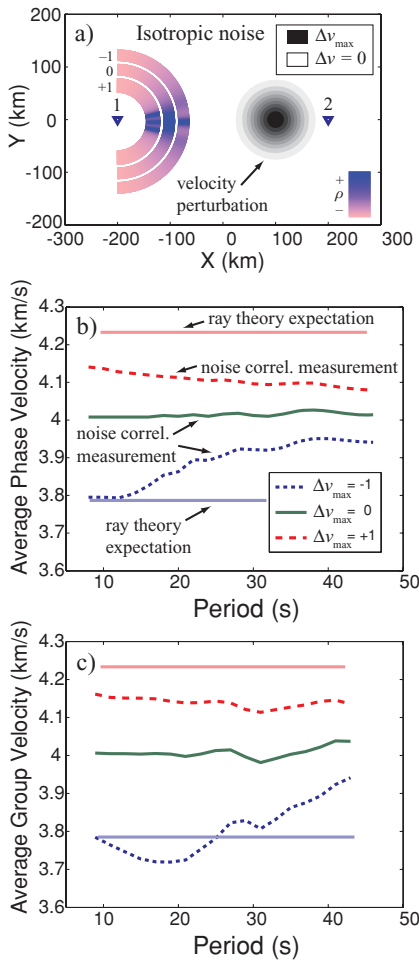 a) Isotropic noise
Δv_max
Δv = 0
−1
0
+1
1
2
velocity
perturbation
+
ρ
−
Y (km)
200
100
0
-100
-200
-300 -200 -100 0 100 200 300
X (km)
b)
ray theory expectation
noise correl. measurement
noise correl.
measurement
ray theory
expectation
Δv_max = -1
Δv_max = 0
Δv_max = +1
Average Phase Velocity (km/s)
4.3
4.2
4.1
4
3.9
3.8
3.7
3.6
10 20 30 40 50
Period (s)
c)
Average Group Velocity (km/s)
4.3
4.2
4.1
4
3.9
3.8
3.7
3.6
10 20 30 40 50
Period (s)